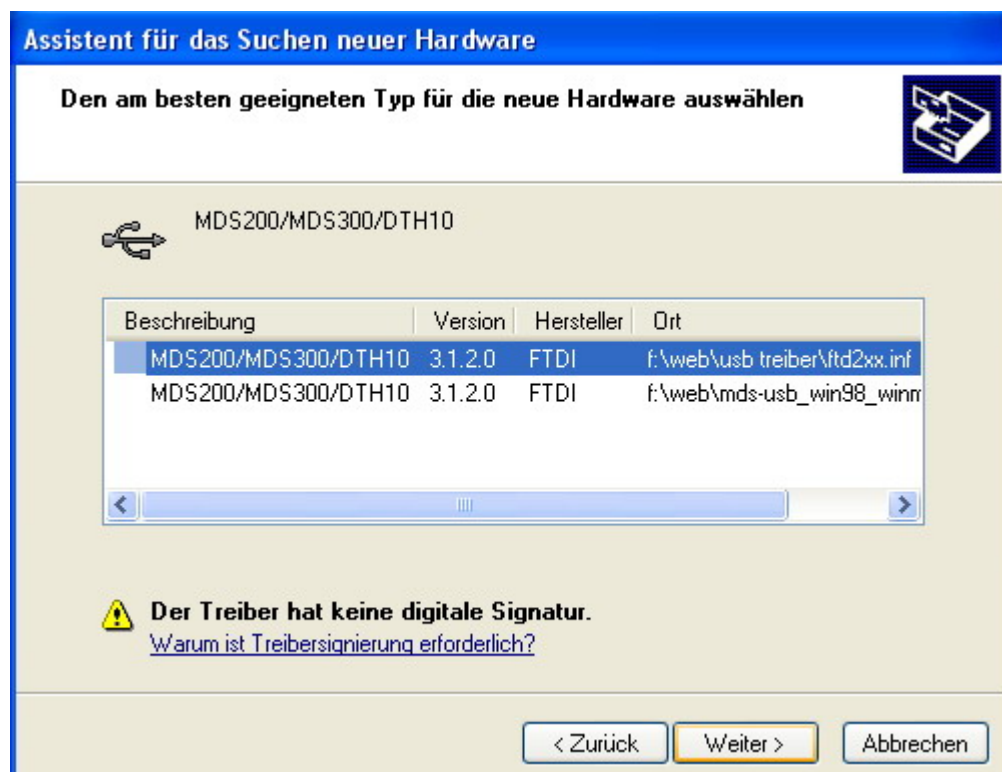 Assistent für das Suchen neuer Hardware
Den am besten geeigneten Typ für die neue Hardware auswählen
MDS200/MDS300/DTH10
Beschreibung Version Hersteller Ort
MDS200/MDS300/DTH10 3.1.2.0 FTDI f:\web\usb treiber\ftd2xx.inf
MDS200/MDS300/DTH10 3.1.2.0 FTDI f:\web\mds-usb_win98_winm
Der Treiber hat keine digitale Signatur.
Warum ist Treibersignierung erforderlich?
< Zurück Weiter > Abbrechen